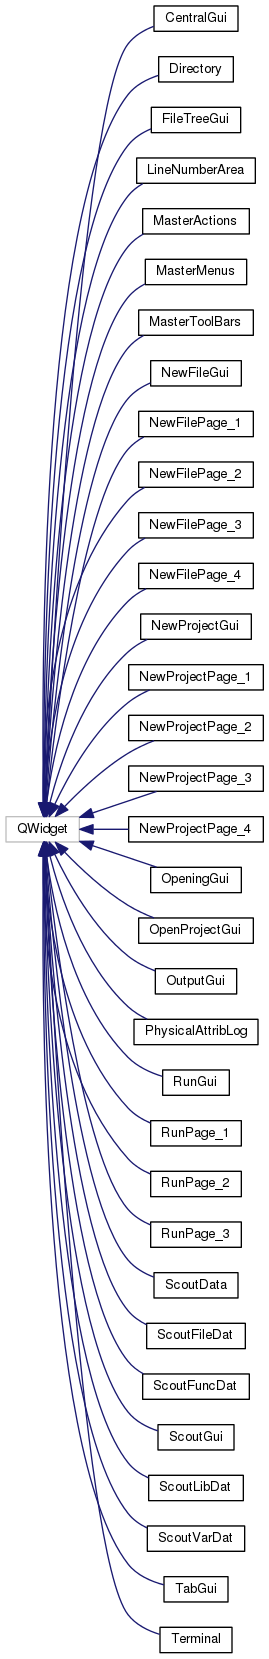 CentralGui
Directory
FileTreeGui
LineNumberArea
MasterActions
MasterMenus
MasterToolBars
NewFileGui
NewFilePage_1
NewFilePage_2
NewFilePage_3
NewFilePage_4
NewProjectGui
NewProjectPage_1
NewProjectPage_2
NewProjectPage_3
QWidget
NewProjectPage_4
OpeningGui
OpenProjectGui
OutputGui
PhysicalAttribLog
RunGui
RunPage_1
RunPage_2
RunPage_3
ScoutData
ScoutFileDat
ScoutFuncDat
ScoutGui
ScoutLibDat
ScoutVarDat
TabGui
Terminal